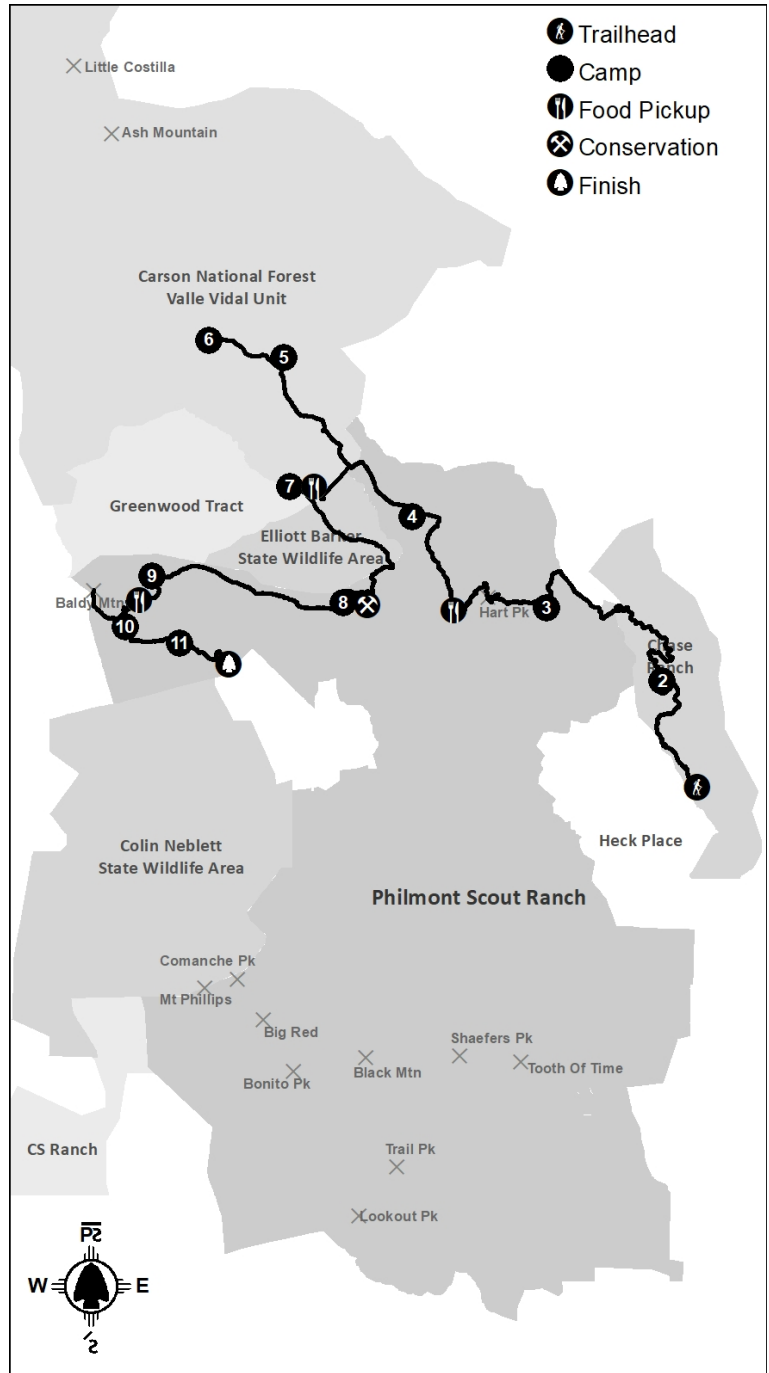 Trailhead
Camp
Food Pickup
Conservation
Finish
Little Costilla
Ash Mountain
Carson National Forest
Valle Vidal Unit
6
5
7
Greenwood Tract
4
Elliott Barker
State Wildlife Area
9
Baldy Mtn
8
Hart Pk
3
10
11
Chase
Ranch
2
Colin Neblett
State Wildlife Area
Heck Place
Philmont Scout Ranch
Comanche Pk
Mt Phillips
Big Red
Shaefers Pk
Black Mtn
Tooth Of Time
Bonito Pk
CS Ranch
Trail Pk
Lookout Pk
W
E